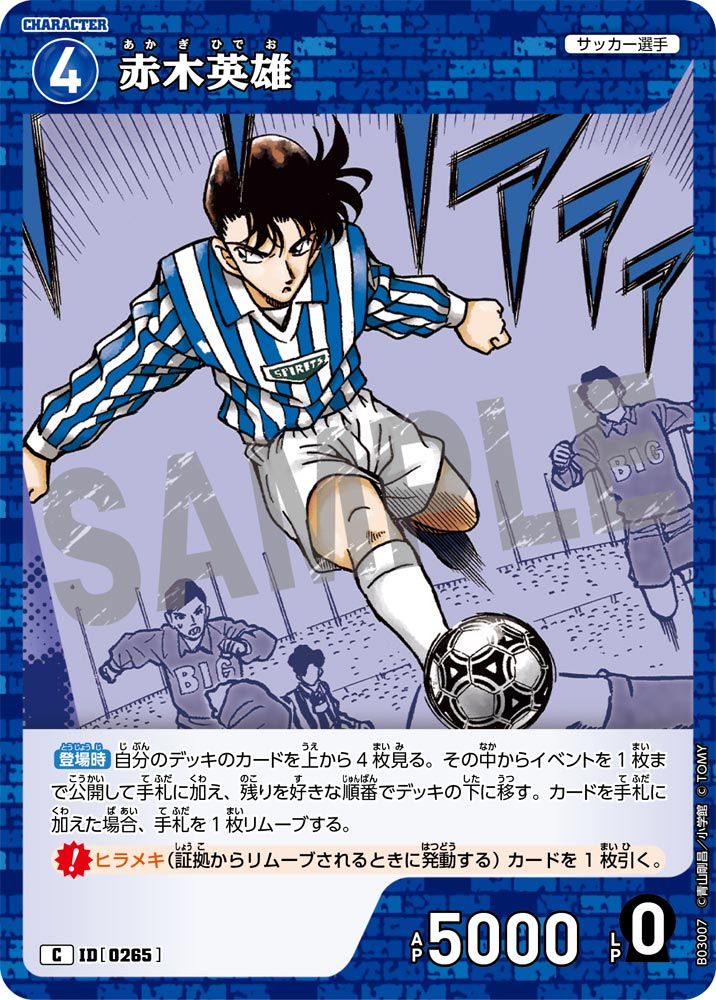 CHARACTER
4
あかぎひでお
赤木英雄
サッカー選手
SPIRITS
BIG
BIG
SAMPLE
登場時 自分のデッキのカードを上から4枚見る。その中からイベントを1枚ま
で公開して手札に加え、残りを好きな順番でデッキの下に移す。カードを手札に
加えた場合、手札を1枚リムーブする。
ヒラメキ(証拠からリムーブされるときに発動する) カードを1枚引く。
C ID[0265]
AP 5000
LP 0
B03007 ©青山剛昌/小学館 ©TOMY